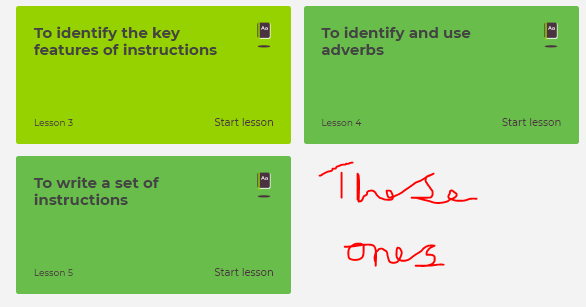 To identify the key
features of instructions
Aa
Lesson 3
Start lesson
To identify and use
adverbs
Aa
Lesson 4
Start lesson
To write a set of
instructions
Aa
Lesson 5
Start lesson
These
ones